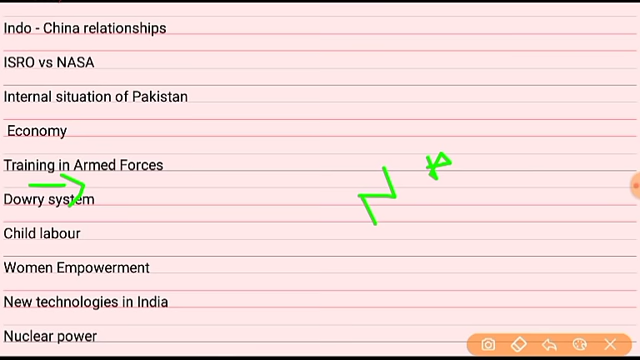 Indo - China relationships
ISRO vs NASA
Internal situation of Pakistan
Economy
Training in Armed Forces
Dowry system
Child labour
Women Empowerment
New technologies in India
Nuclear power